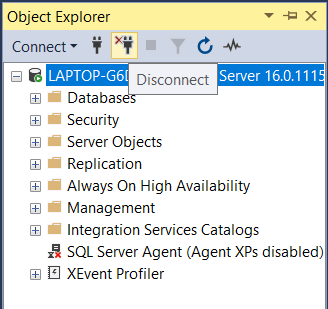 Object Explorer
Connect
LAPTOP-G6 Server 16.0.1115
Disconnect
Databases
Security
Server Objects
Replication
Always On High Availability
Management
Integration Services Catalogs
SQL Server Agent (Agent XPs disabled)
XEvent Profiler